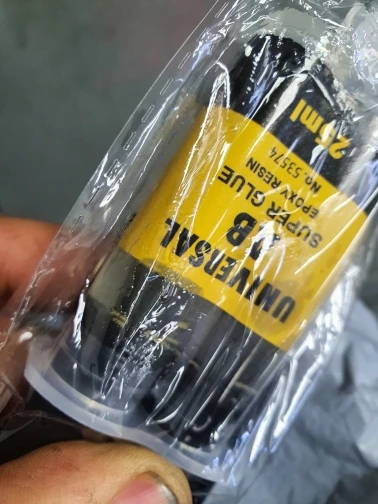 UNIVERSAL
AB
SUPER GLUE
EPOXY RESIN
NO. 53574
25ml